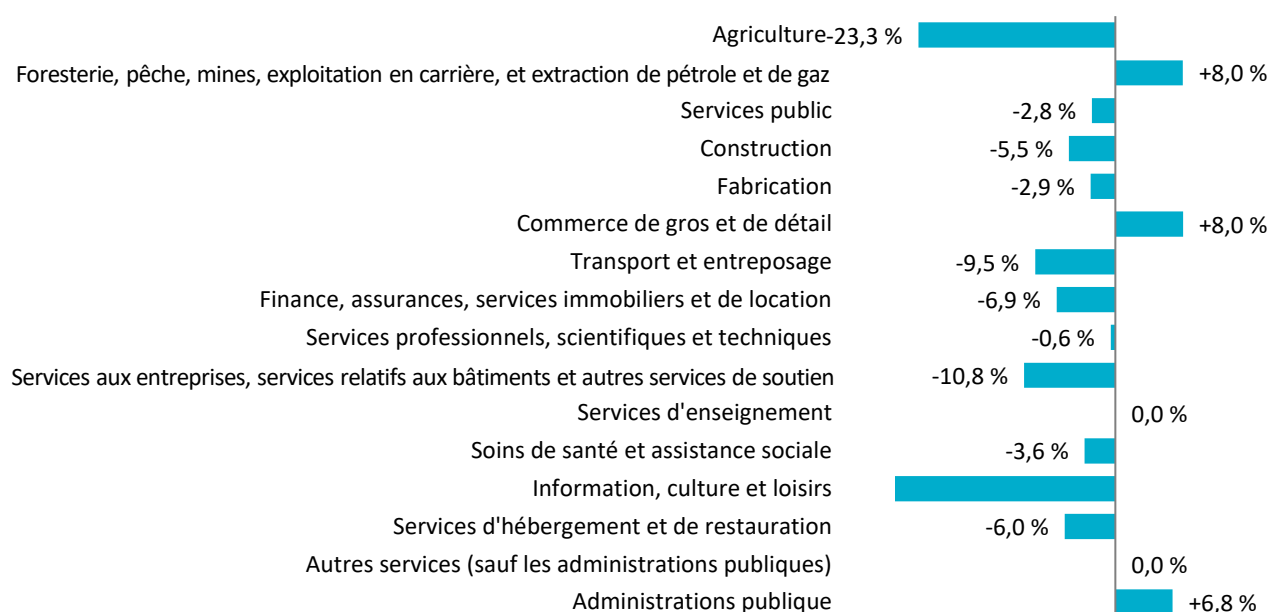 Agriculture -23,3 %
Foresterie, pêche, mines, exploitation en carrière, et extraction de pétrole et de gaz +8,0 %
Services public -2,8 %
Construction -5,5 %
Fabrication -2,9 %
Commerce de gros et de détail +8,0 %
Transport et entreposage -9,5 %
Finance, assurances, services immobiliers et de location -6,9 %
Services professionnels, scientifiques et techniques -0,6 %
Services aux entreprises, services relatifs aux bâtiments et autres services de soutien -10,8 %
Services d'enseignement 0,0 %
Soins de santé et assistance sociale -3,6 %
Information, culture et loisirs
Services d'hébergement et de restauration -6,0 %
Autres services (sauf les administrations publiques) 0,0 %
Administrations publique +6,8 %